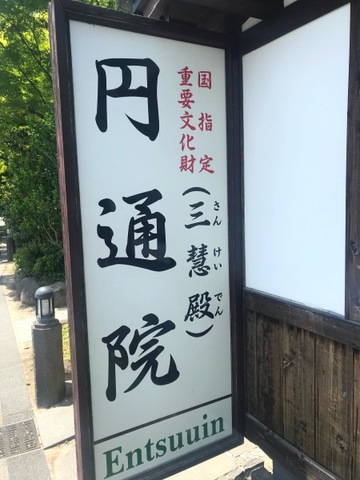 国指定
重要文化財
(三慧殿)
さんけいでん
円通院
Entsuuin